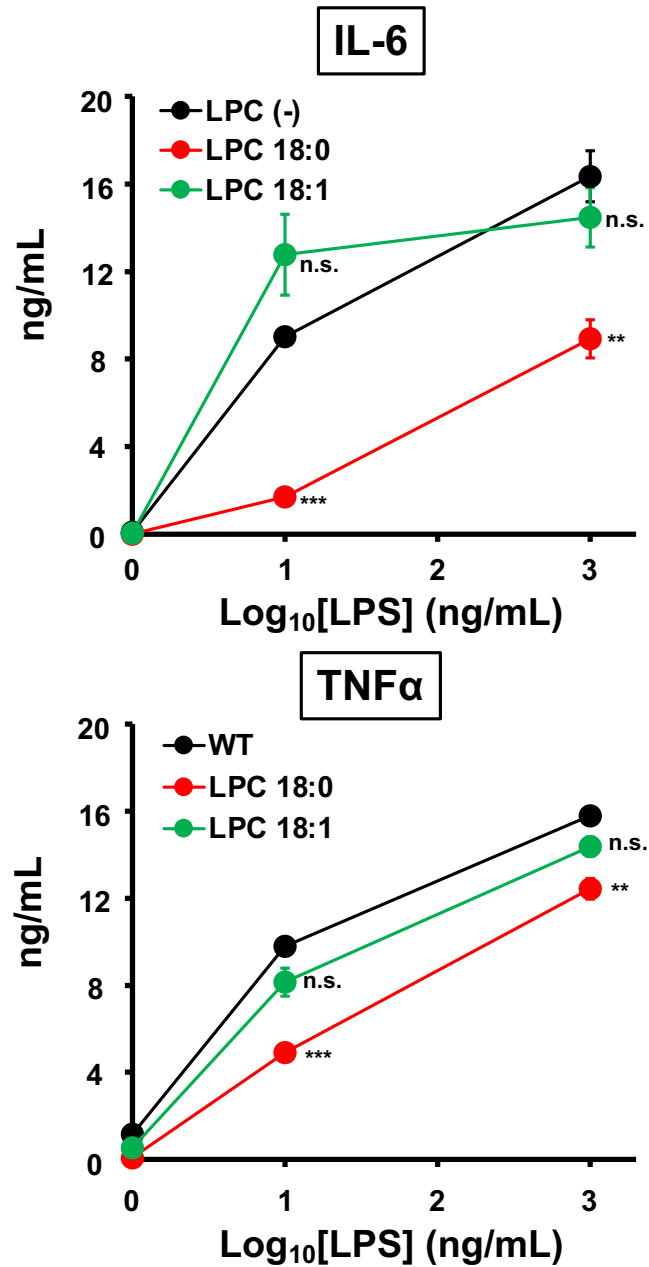 IL-6
20
LPC (-)
LPC 18:0
LPC 18:1
16
n.s.
12
n.s.
ng/mL
8
**
4
***
0
0 1 2 3
Log₁₀[LPS] (ng/mL)
TNFα
20
WT
LPC 18:0
LPC 18:1
16
n.s.
12
**
ng/mL
8
n.s.
***
4
0
0 1 2 3
Log₁₀[LPS] (ng/mL)